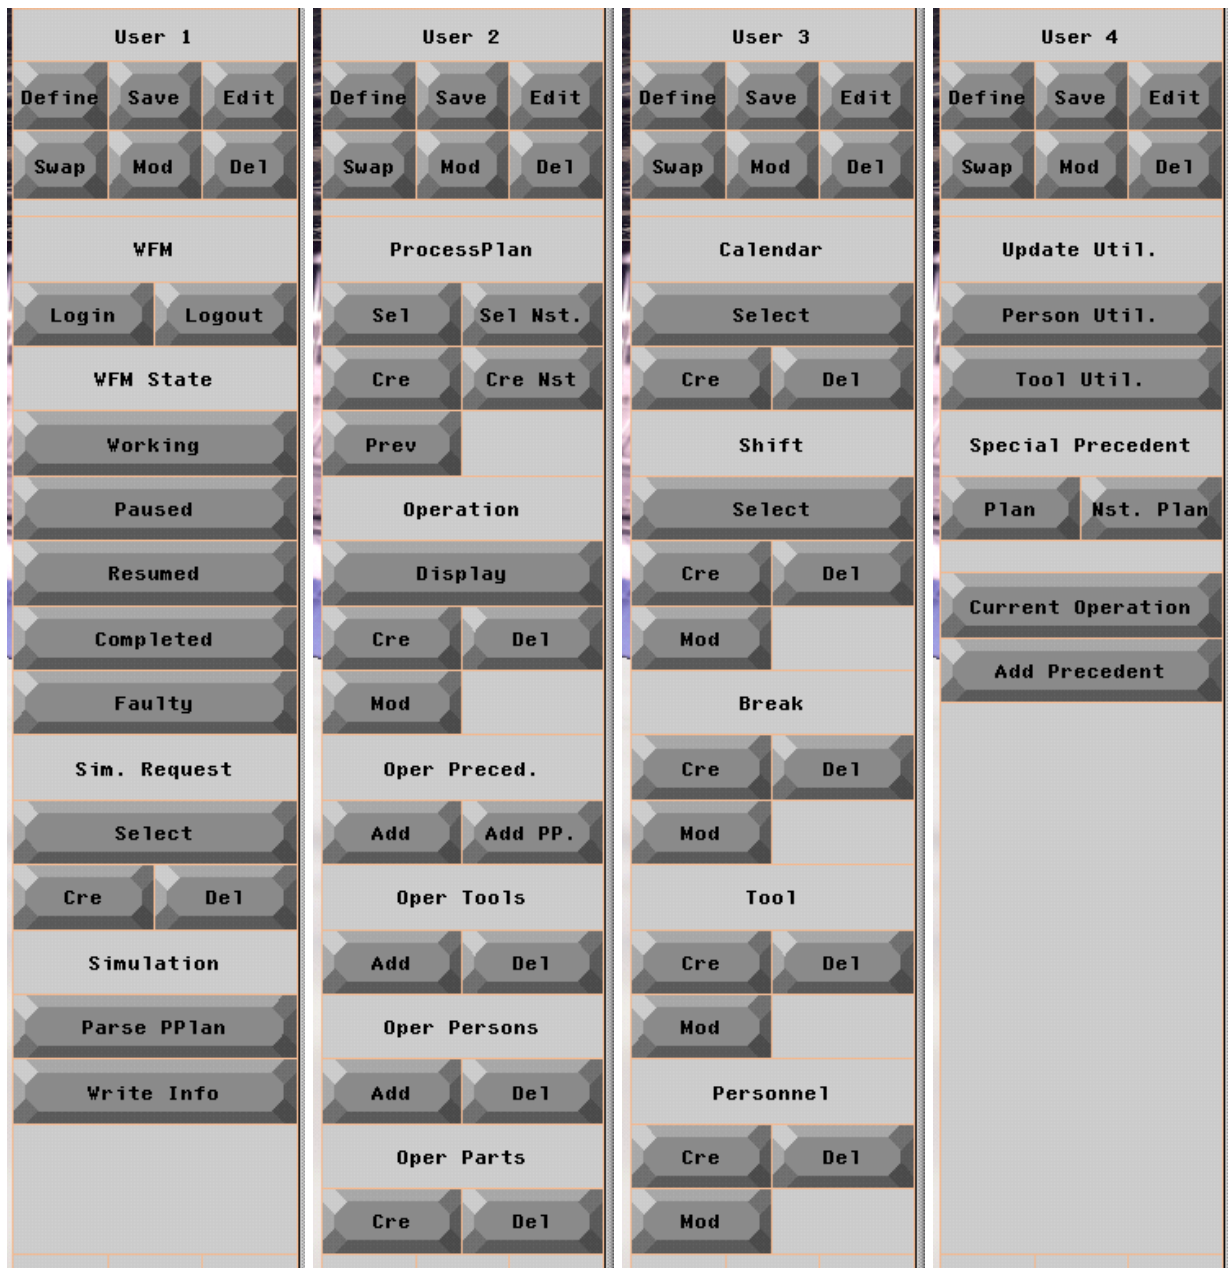 User 1
Define Save Edit
Swap Mod Del
WFM
Login Logout
WFM State
Working
Paused
Resumed
Completed
Faulty
Sim. Request
Select
Cre Del
Simulation
Parse PPlan
Write Info
User 2
Define Save Edit
Swap Mod Del
ProcessPlan
Sel Sel Nst.
Cre Cre Nst
Prev
Operation
Display
Cre Del
Mod
Oper Preced.
Add Add PP.
Oper Tools
Add Del
Oper Persons
Add Del
Oper Parts
Cre Del
User 3
Define Save Edit
Swap Mod Del
Calendar
Select
Cre Del
Shift
Select
Cre Del
Mod
Break
Cre Del
Mod
Tool
Cre Del
Mod
Personnel
Cre Del
Mod
User 4
Define Save Edit
Swap Mod Del
Update Util.
Person Util.
Tool Util.
Special Precedent
Plan Nst. Plan
Current Operation
Add Precedent